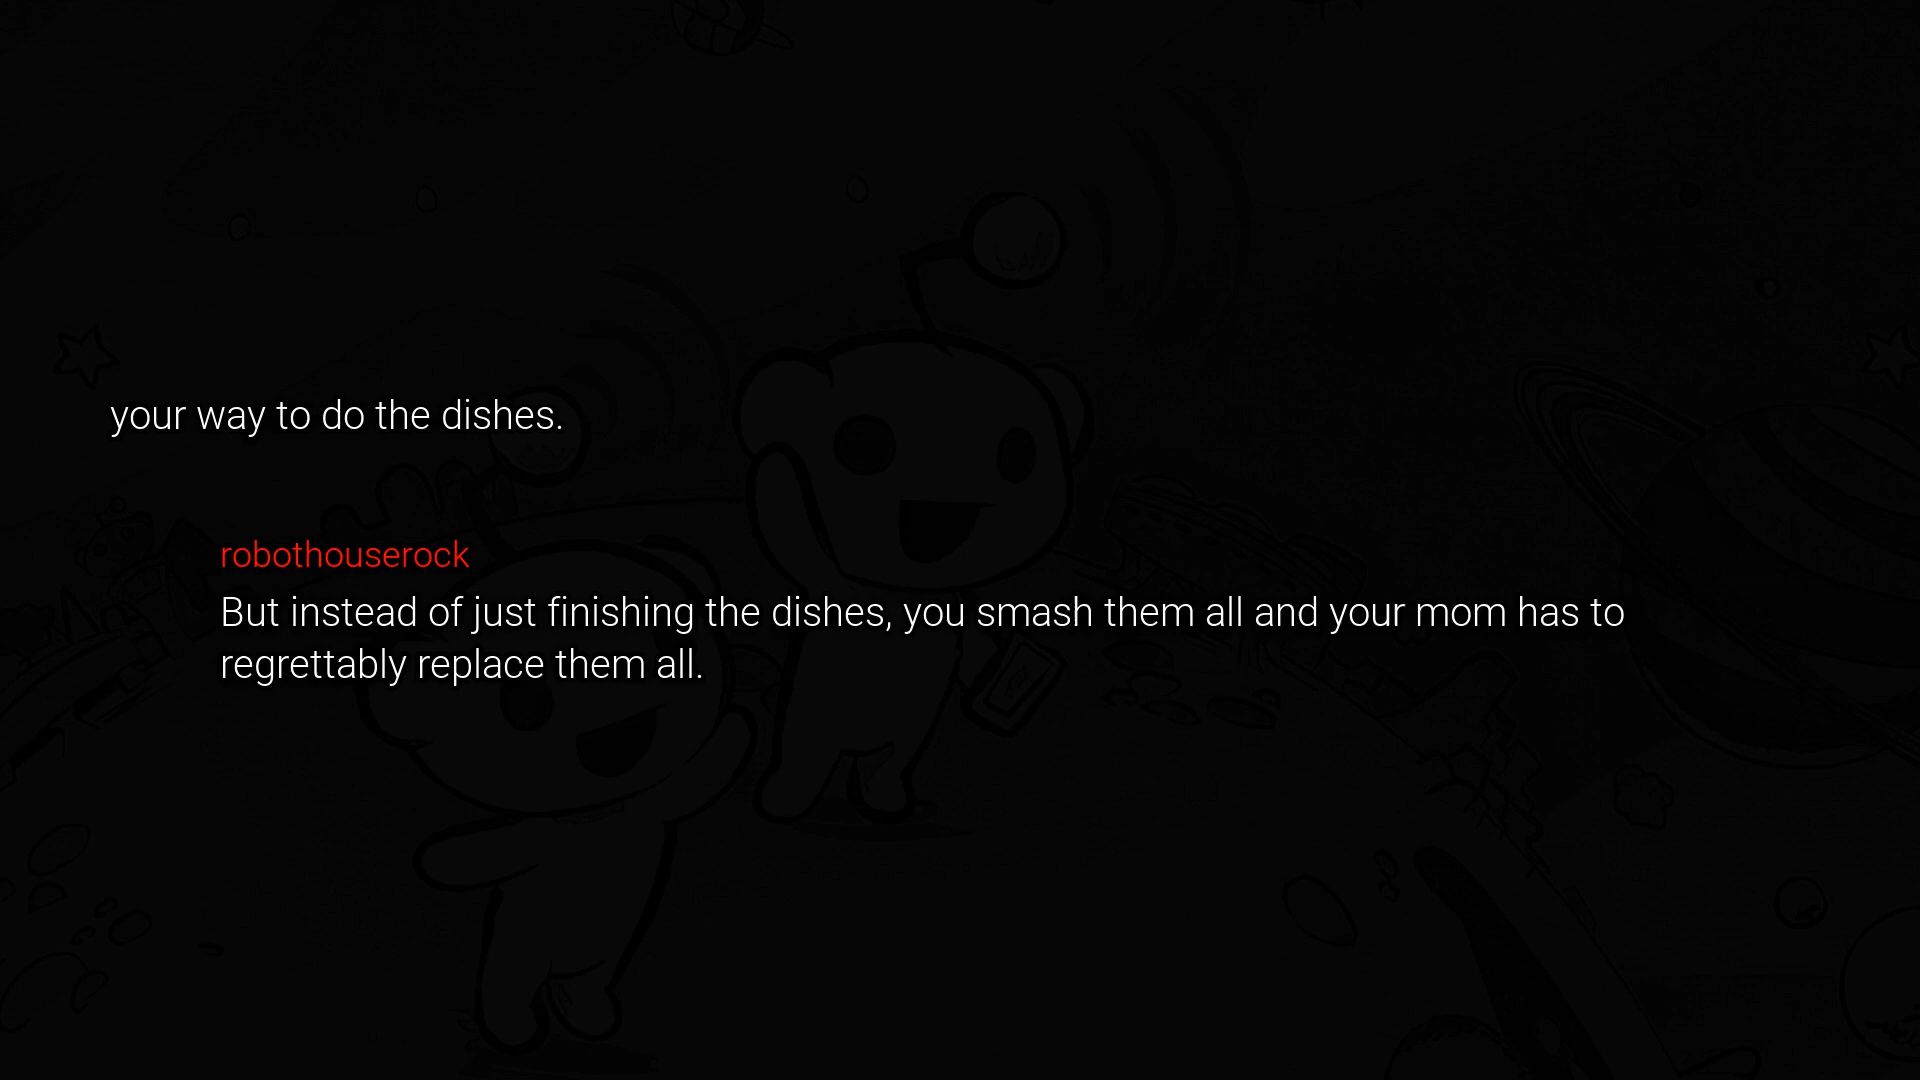 your way to do the dishes.
robothouserock
But instead of just finishing the dishes, you smash them all and your mom has to
regrettably replace them all.